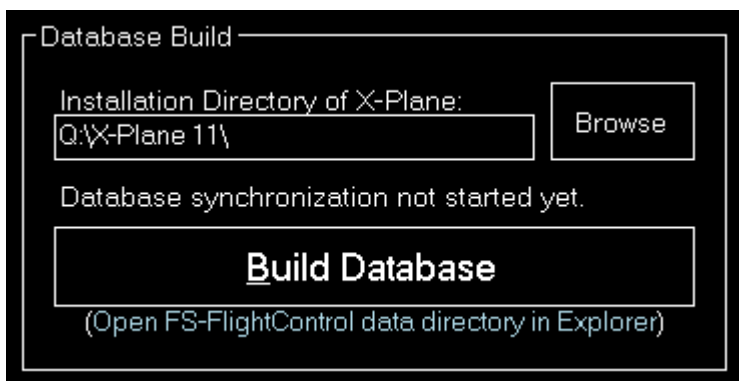 Database Build
Installation Directory of X-Plane:
Q:\X-Plane 11\
Browse
Database synchronization not started yet.
Build Database
(Open FS-FlightControl data directory in Explorer)